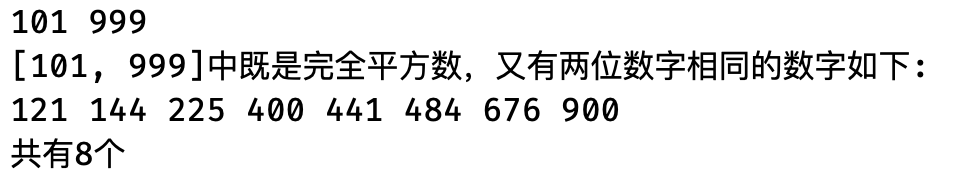 101 999
[101, 999]中既是完全平方数，又有两位数字相同的数字如下:
121 144 225 400 441 484 676 900
共有8个